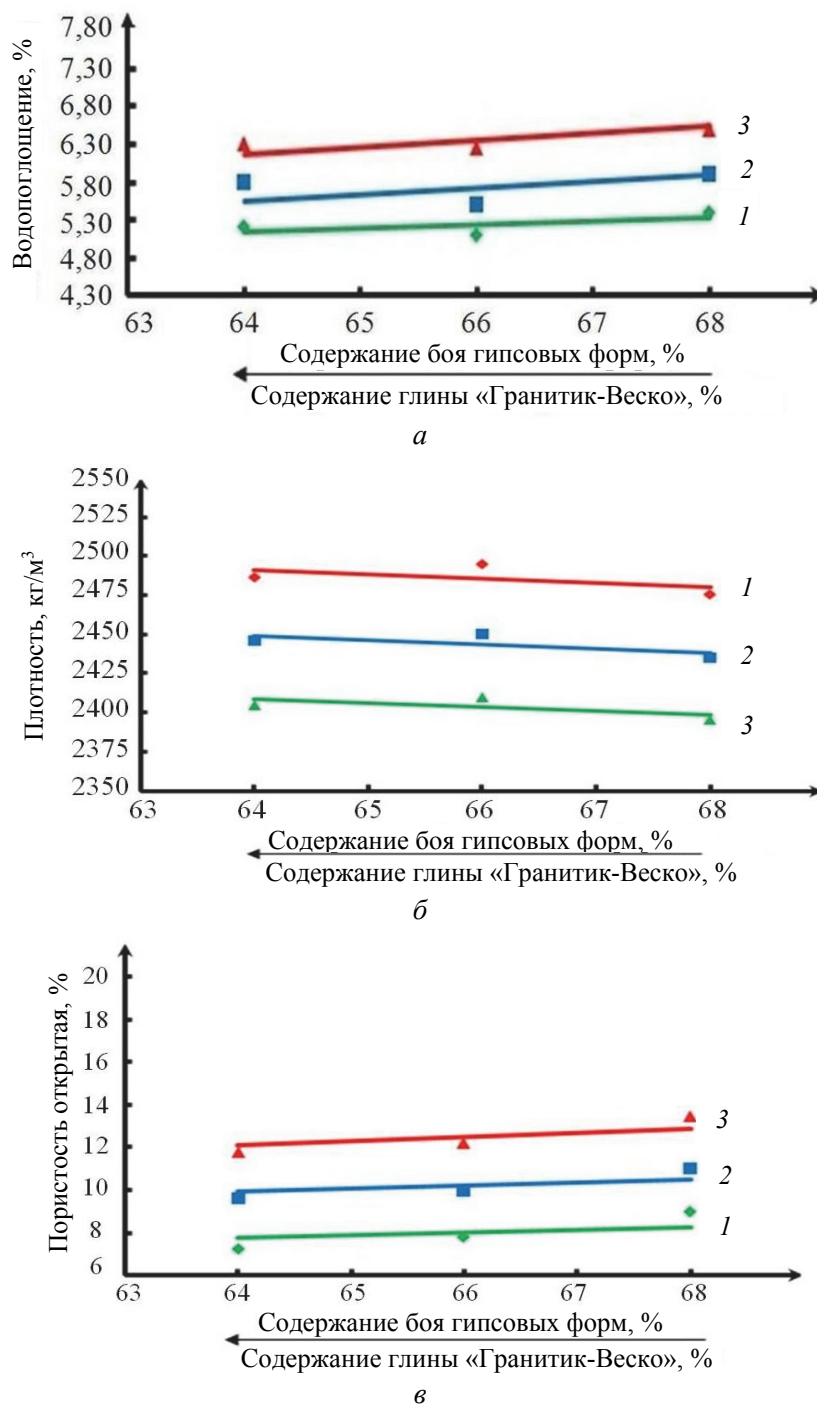 Водопоглощение, %
7,80
7,30
6,80
6,30
5,80
5,30
4,80
4,30
3
2
1
63 64 65 66 67 68
Содержание боя гипсовых форм, %
Содержание глины «Гранитик-Веско», %
а
Плотность, кг/м³
2550
2525
2500
2475
2450
2425
2400
2375
2350
1
2
3
63 64 65 66 67 68
Содержание боя гипсовых форм, %
Содержание глины «Гранитик-Веско», %
б
Пористость открытая, %
20
18
16
14
12
10
8
6
3
2
1
63 64 65 66 67 68
Содержание боя гипсовых форм, %
Содержание глины «Гранитик-Веско», %
в